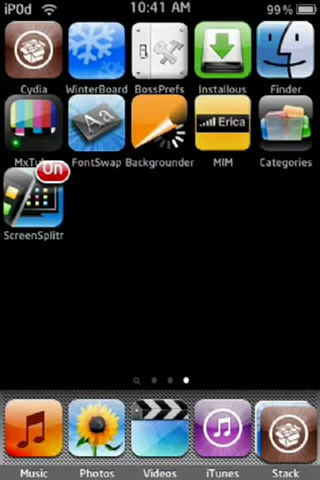 iPod 10:41 AM 99%
Cydia WinterBoard BossPrefs Installous Finder
Aa Erica
MxTube FontSwap Backgrounder MIM Categories
On
ScreenSplitr
Music Photos Videos iTunes Stack